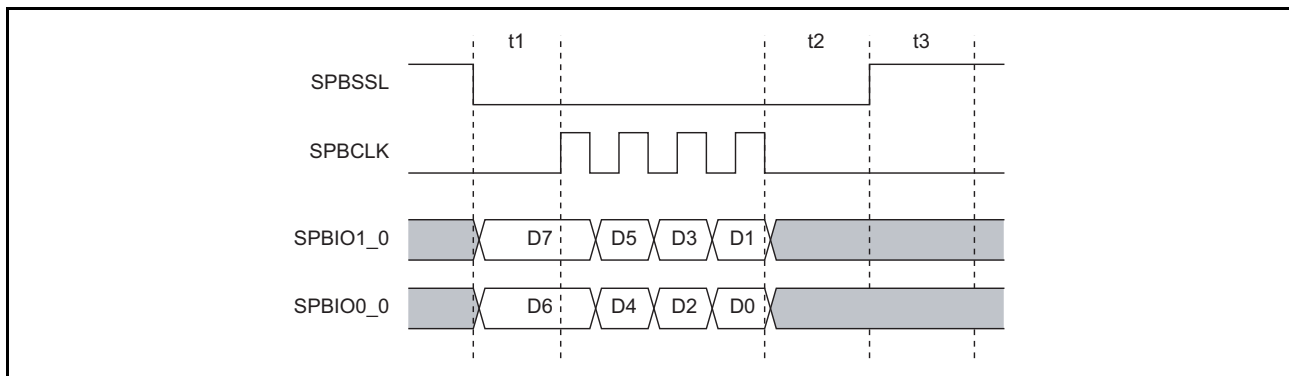 t1 t2 t3
SPBSSL
SPBCLK
SPBIO1_0 D7 D5 D3 D1
SPBIO0_0 D6 D4 D2 D0